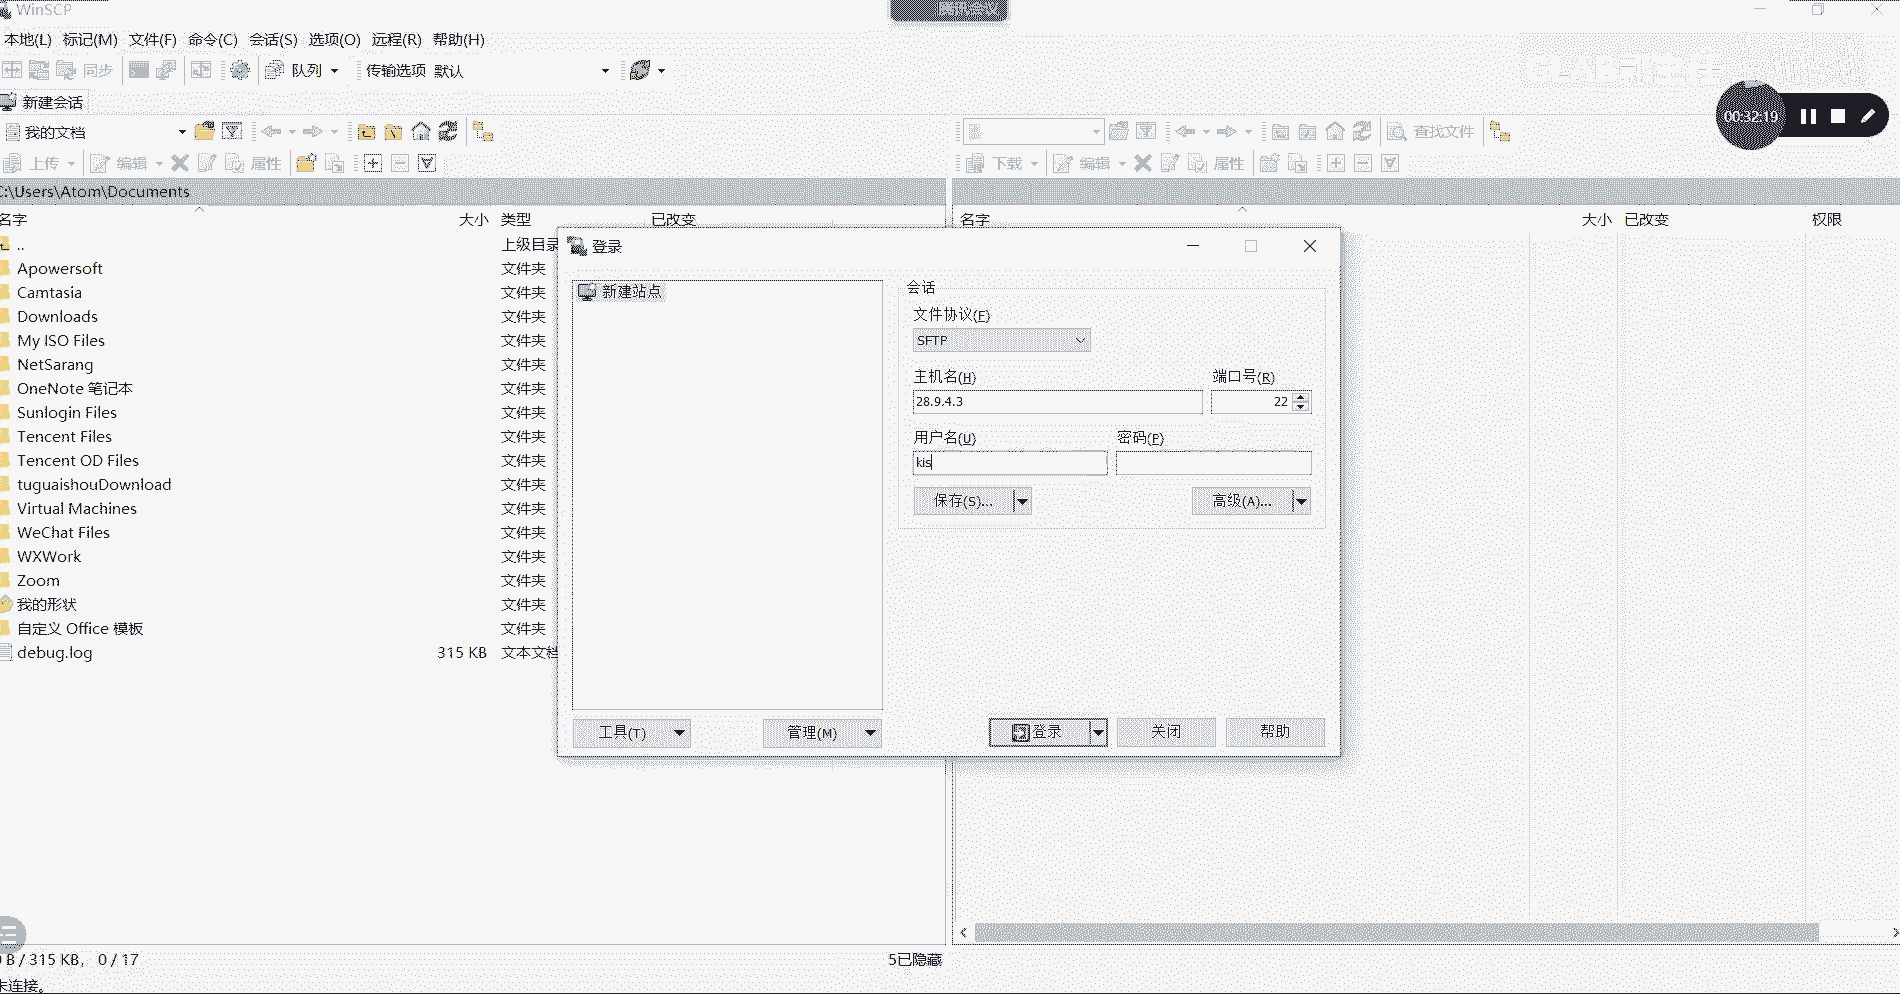 WinSCP
腾讯会议
本地(L) 标记(M) 文件(F) 命令(C) 会话(S) 选项(O) 远程(R) 帮助(H)
同步 队列 传输选项 默认
新建会话
00:32:19
我的文档
查找文件
上传 编辑 属性
下载 编辑 属性
C:\Users\Atom\Documents
名字 大小 类型 已改变
名字 大小 已改变 权限
.. 上级目录
Apowersoft 文件夹
Camtasia 文件夹
Downloads 文件夹
My ISO Files 文件夹
NetSarang 文件夹
OneNote 笔记本 文件夹
Sunlogin Files 文件夹
Tencent Files 文件夹
Tencent OD Files 文件夹
tuguaishouDownload 文件夹
Virtual Machines 文件夹
WeChat Files 文件夹
WXWork 文件夹
Zoom 文件夹
我的形状 文件夹
自定义 Office 模板 文件夹
debug.log 315 KB 文本文档
登录
新建站点
会话
文件协议(F)
SFTP
主机名(H) 端口号(R)
28.9.4.3 22
用户名(U) 密码(P)
kis
保存(S)... 高级(A)...
工具(T) 管理(M) 登录 关闭 帮助
0 B / 315 KB, 0 / 17 5已隐藏
未连接。